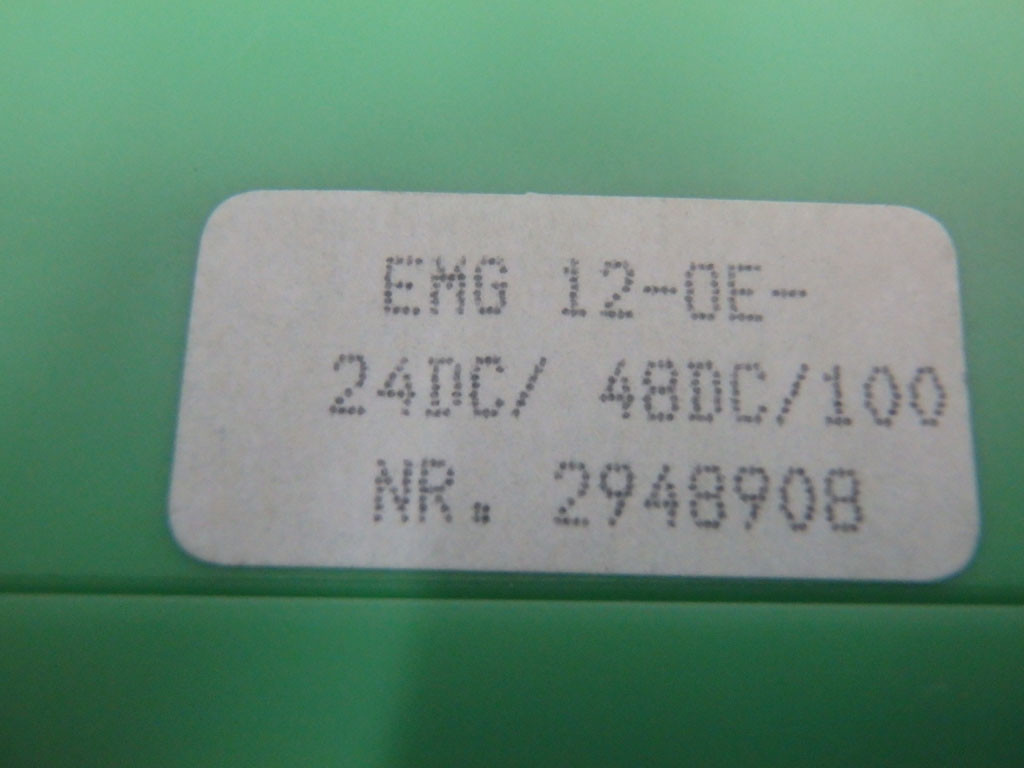 EMG 12-OE-
24DC/ 48DC/100
NR. 2948908